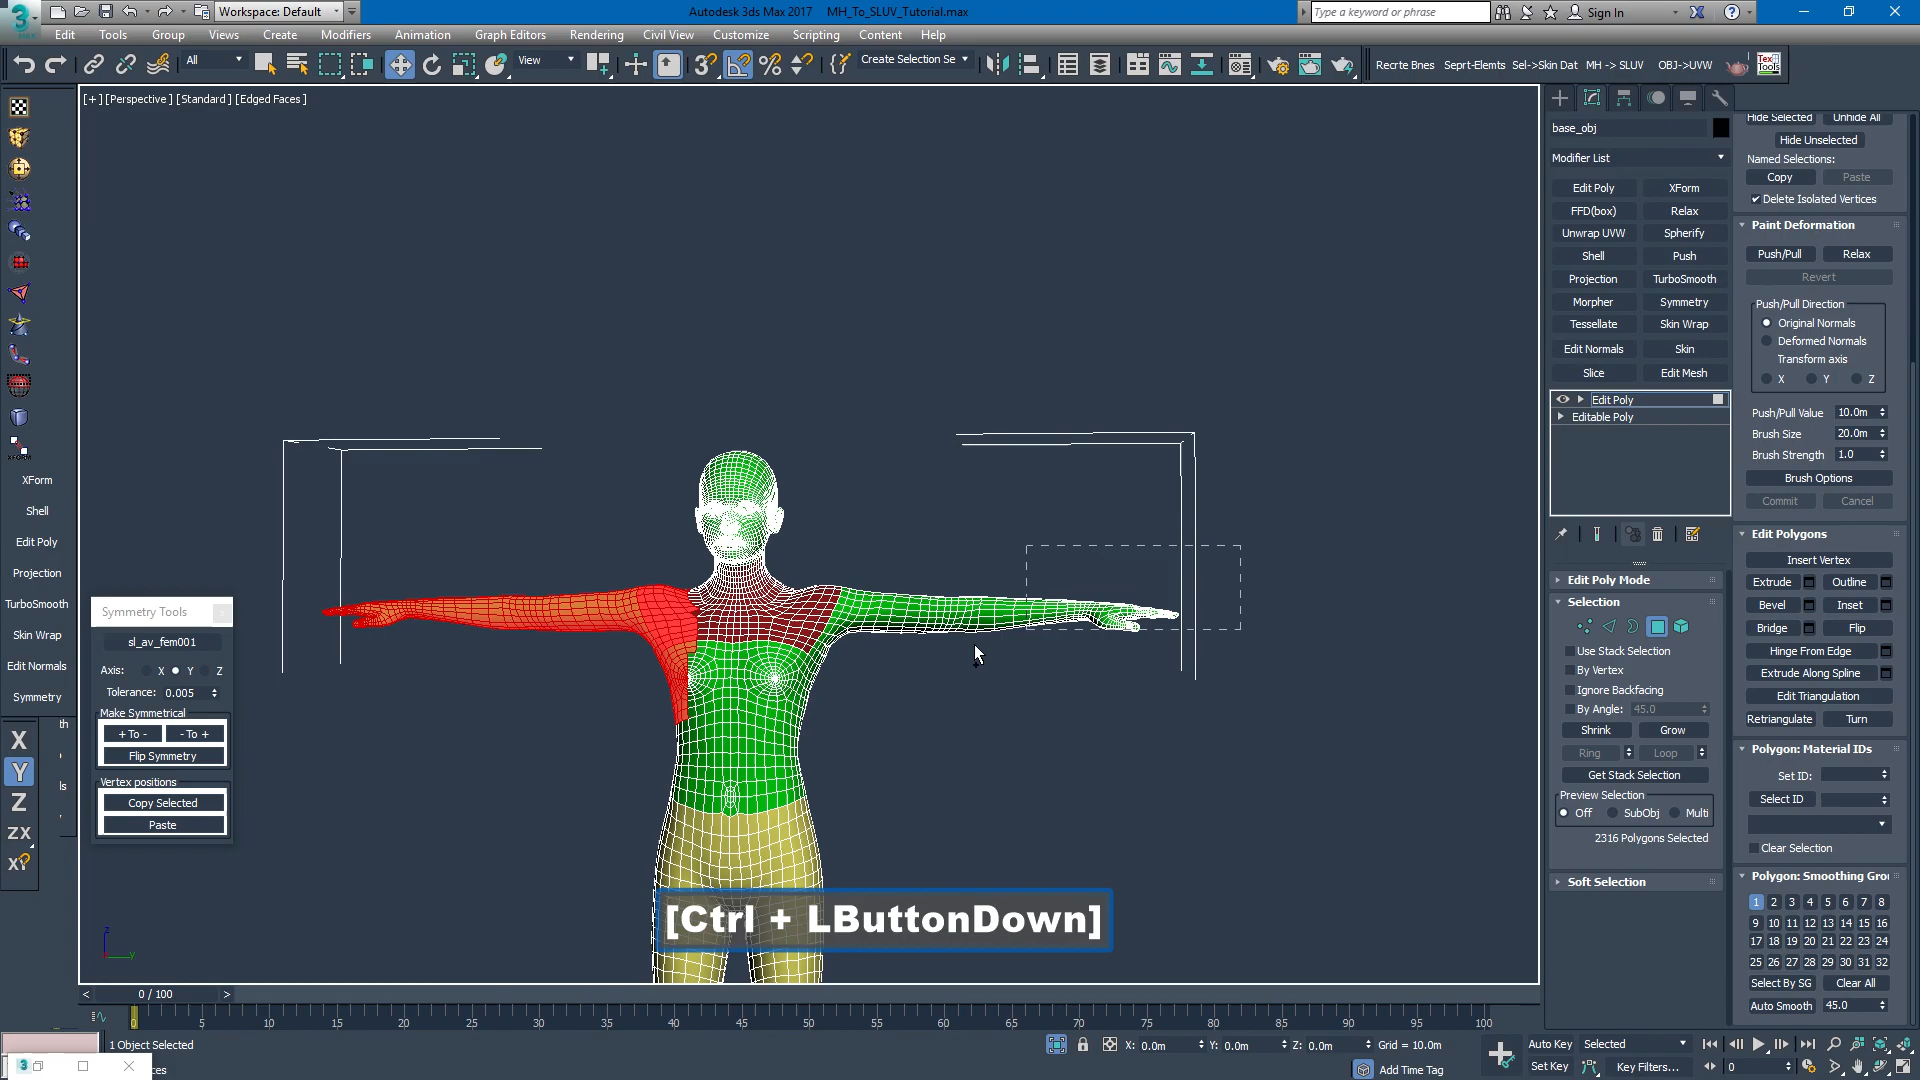 Workspace: Default
Autodesk 3ds Max 2017 MH_To_SLUV_Tutorial.max
Type a keyword or phrase
Sign In
Edit Tools Group Views Create Modifiers Animation Graph Editors Rendering Civil View Customize Scripting Content Help
All
View
Create Selection Se
Recrte Bnes Seprt-Elemts Sel->Skin Dat MH -> SLUV OBJ->UVW
[+] [Perspective] [Standard] [Edged Faces]
base_obj
Modifier List
Edit Poly XForm
FFD(box) Relax
Unwrap UVW Spherify
Shell Push
Projection TurboSmooth
Morpher Symmetry
Tessellate Skin Wrap
Edit Normals Skin
Slice Edit Mesh
Edit Poly
Editable Poly
Edit Poly Mode
Selection
Use Stack Selection
By Vertex
Ignore Backfacing
By Angle: 45.0
Shrink Grow
Ring Loop
Get Stack Selection
Preview Selection
Off SubObj Multi
2316 Polygons Selected
Soft Selection
Hide Selected Unhide All
Hide Unselected
Named Selections:
Copy Paste
Delete Isolated Vertices
Paint Deformation
Push/Pull Relax
Revert
Push/Pull Direction
Original Normals
Deformed Normals
Transform axis
X Y Z
Push/Pull Value 10.0m
Brush Size 20.0m
Brush Strength 1.0
Brush Options
Commit Cancel
Edit Polygons
Insert Vertex
Extrude Outline
Bevel Inset
Bridge Flip
Hinge From Edge
Extrude Along Spline
Edit Triangulation
Retriangulate Turn
Polygon: Material IDs
Set ID:
Select ID
Clear Selection
Polygon: Smoothing Gro
1 2 3 4 5 6 7 8
9 10 11 12 13 14 15 16
17 18 19 20 21 22 23 24
25 26 27 28 29 30 31 32
Select By SG Clear All
Auto Smooth 45.0
XFORM
XForm
Shell
Edit Poly
Projection
TurboSmooth
Skin Wrap
Edit Normals
Symmetry
th
ls
X
Y
Z
ZX
XY
Symmetry Tools
sl_av_fem001
Axis: X Y Z
Tolerance: 0.005
Make Symmetrical
+ To - - To +
Flip Symmetry
Vertex positions
Copy Selected
Paste
[Ctrl + LButtonDown]
z
y
< 0 / 100 >
0 5 10 15 20 25 30 35 40 45 50 55 60 65 70 75 80 85 90 95 100
1 Object Selected
X: 0.0m Y: 0.0m Z: 0.0m Grid = 10.0m
Add Time Tag
Auto Key Selected
Set Key Key Filters...
0
ces